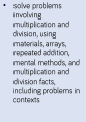 • solve problems
involving
multiplication and
division, using
materials, arrays,
repeated addition,
mental methods, and
multiplication and
division facts,
including problems in
contexts